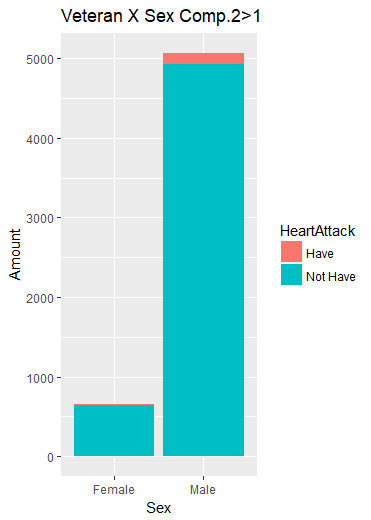 Veteran X Sex Comp.2>1
5000
4000
3000
2000
1000
0
Amount
Female Male
Sex
HeartAttack
Have
Not Have